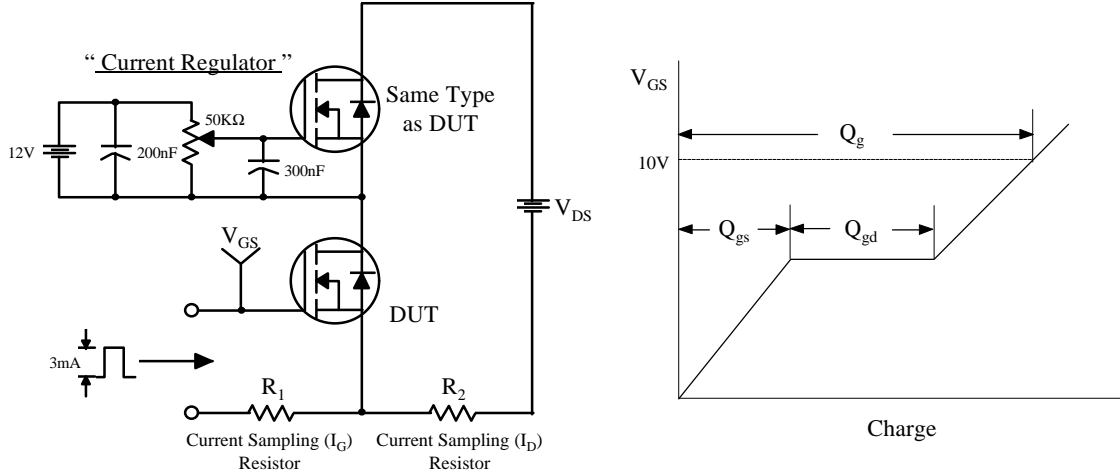 “ Current Regulator ”
50KΩ
12V
200nF
300nF
Same Type
as DUT
V_DS
V_GS
DUT
3mA
R_1
R_2
Current Sampling (I_G)
Resistor
Current Sampling (I_D)
Resistor
V_GS
Q_g
10V
Q_gs
Q_gd
Charge